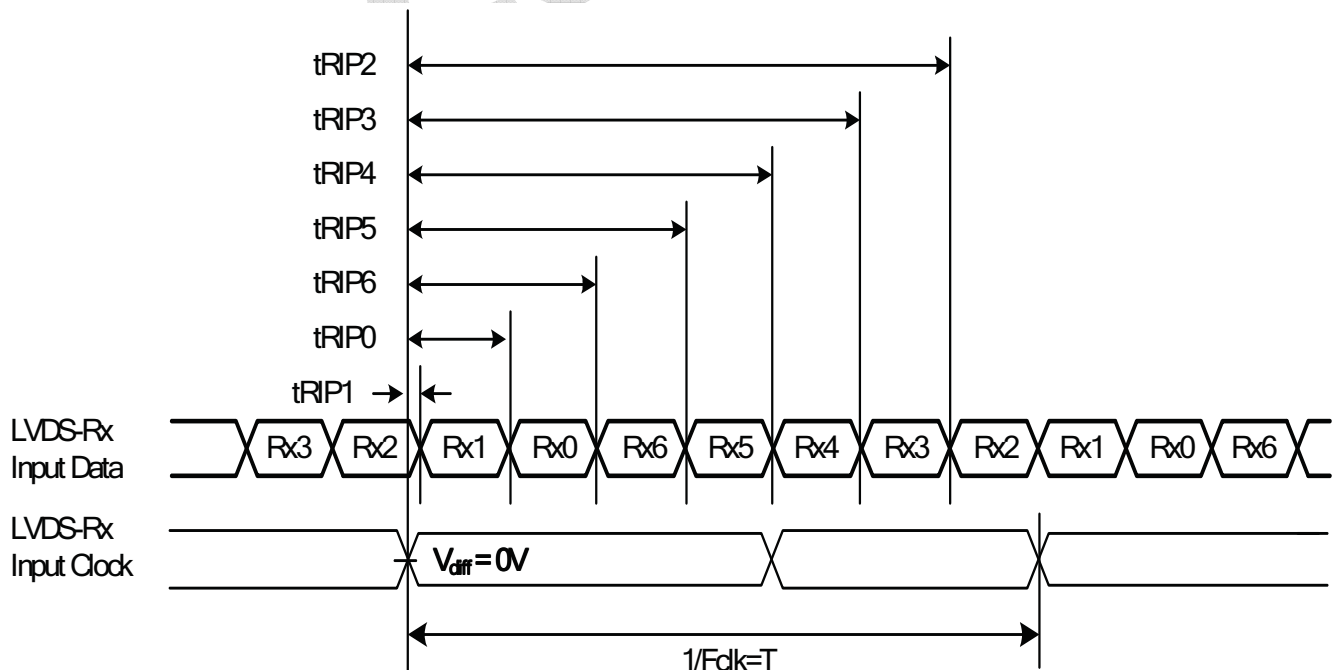 tRIP2
tRIP3
tRIP4
tRIP5
tRIP6
tRIP0
tRIP1
LVDS-Rx
Input Data
Rx3 Rx2 Rx1 Rx0 Rx6 Rx5 Rx4 Rx3 Rx2 Rx1 Rx0 Rx6
LVDS-Rx
Input Clock
Vdiff = 0V
1/Fclk=T